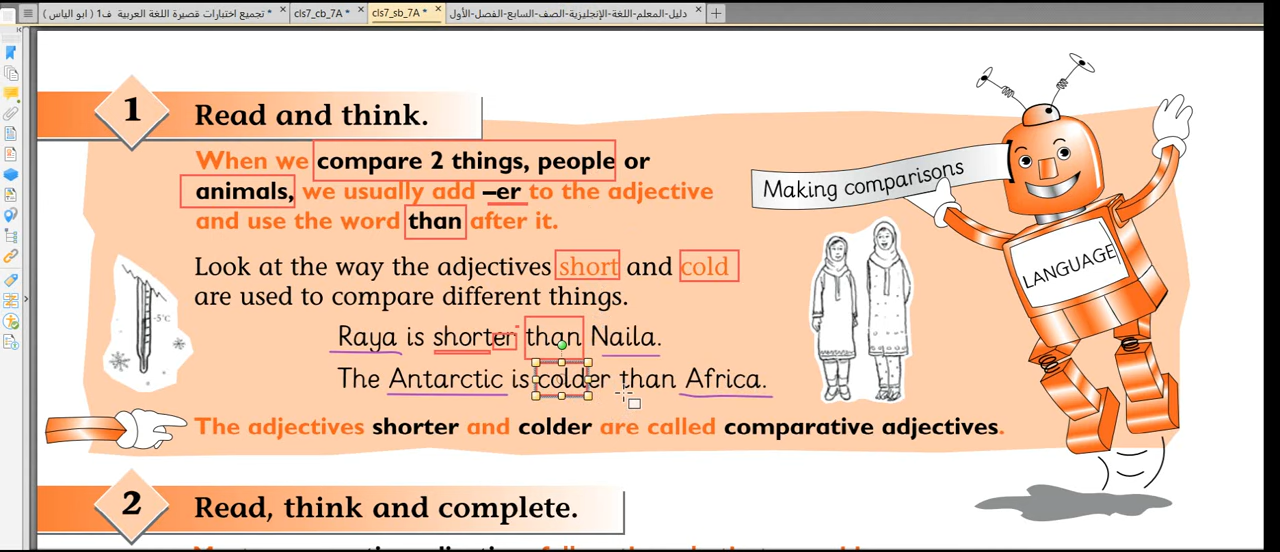 تجميع اختبارات قصيرة اللغة العربية ف1 ( ابو الياس ) *
cls7_cb_7A *
cls7_sb_7A *
دليل-المعلم-اللغة-الإنجليزية-الصف-السابع-الفصل-الأول
1 Read and think.
When we compare 2 things, people or
animals, we usually add –er to the adjective
and use the word than after it.
Making comparisons
LANGUAGE
Look at the way the adjectives short and cold
are used to compare different things.
-5°C
Raya is shorter than Naila.
The Antarctic is colder than Africa.
The adjectives shorter and colder are called comparative adjectives.
2 Read, think and complete.